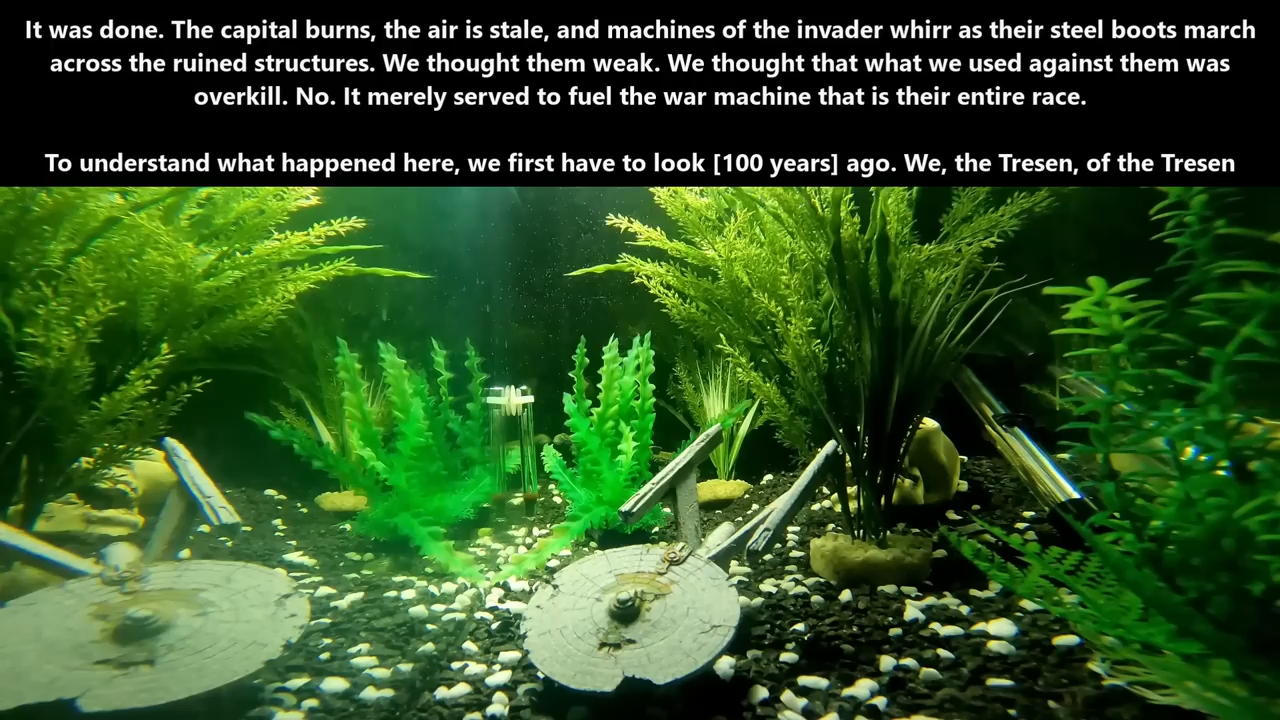 It was done. The capital burns, the air is stale, and machines of the invader whirr as their steel boots march
across the ruined structures. We thought them weak. We thought that what we used against them was
overkill. No. It merely served to fuel the war machine that is their entire race.
To understand what happened here, we first have to look [100 years] ago. We, the Tresen, of the Tresen